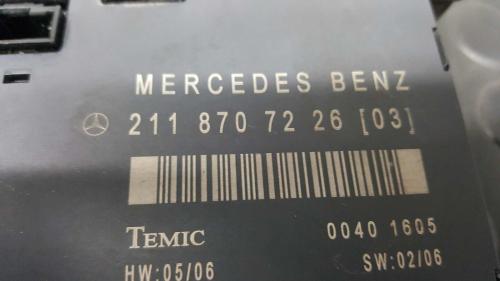 MERCEDES BENZ
211 870 72 26 [03]
TEMIC 0040 1605
HW:05/06 SW:02/06